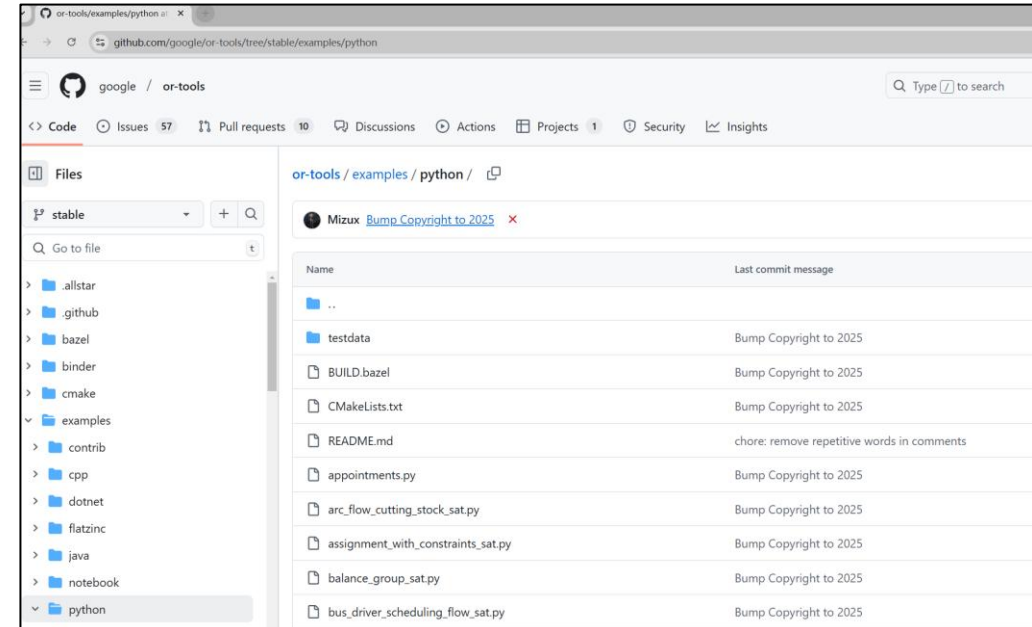 or-tools/examples/python at
github.com/google/or-tools/tree/stable/examples/python
google / or-tools
Type / to search
Code Issues 57 Pull requests 10 Discussions Actions Projects 1 Security Insights
Files
or-tools / examples / python /
stable
Mizux Bump Copyright to 2025
Go to file t
Name Last commit message
.allstar
..
.github
testdata Bump Copyright to 2025
bazel
binder
BUILD.bazel Bump Copyright to 2025
cmake
CMakeLists.txt Bump Copyright to 2025
examples
README.md chore: remove repetitive words in comments
contrib
cpp
appointments.py Bump Copyright to 2025
dotnet
arc_flow_cutting_stock_sat.py Bump Copyright to 2025
flatzinc
assignment_with_constraints_sat.py Bump Copyright to 2025
java
notebook
balance_group_sat.py Bump Copyright to 2025
python
bus_driver_scheduling_flow_sat.py Bump Copyright to 2025